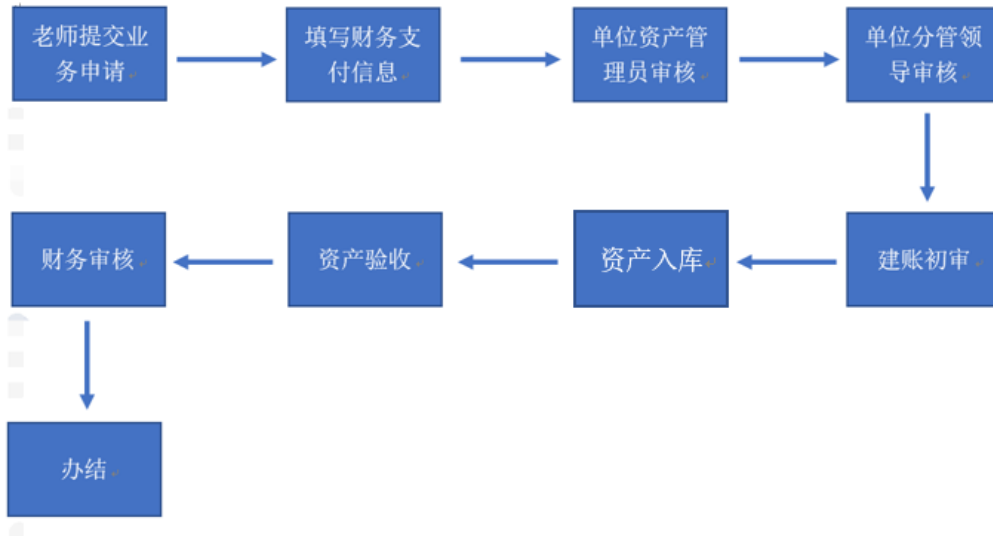 老师提交业
务申请
填写财务支
付信息
单位资产管
理员审核
单位分管领
导审核
建账初审
资产入库
资产验收
财务审核
办结